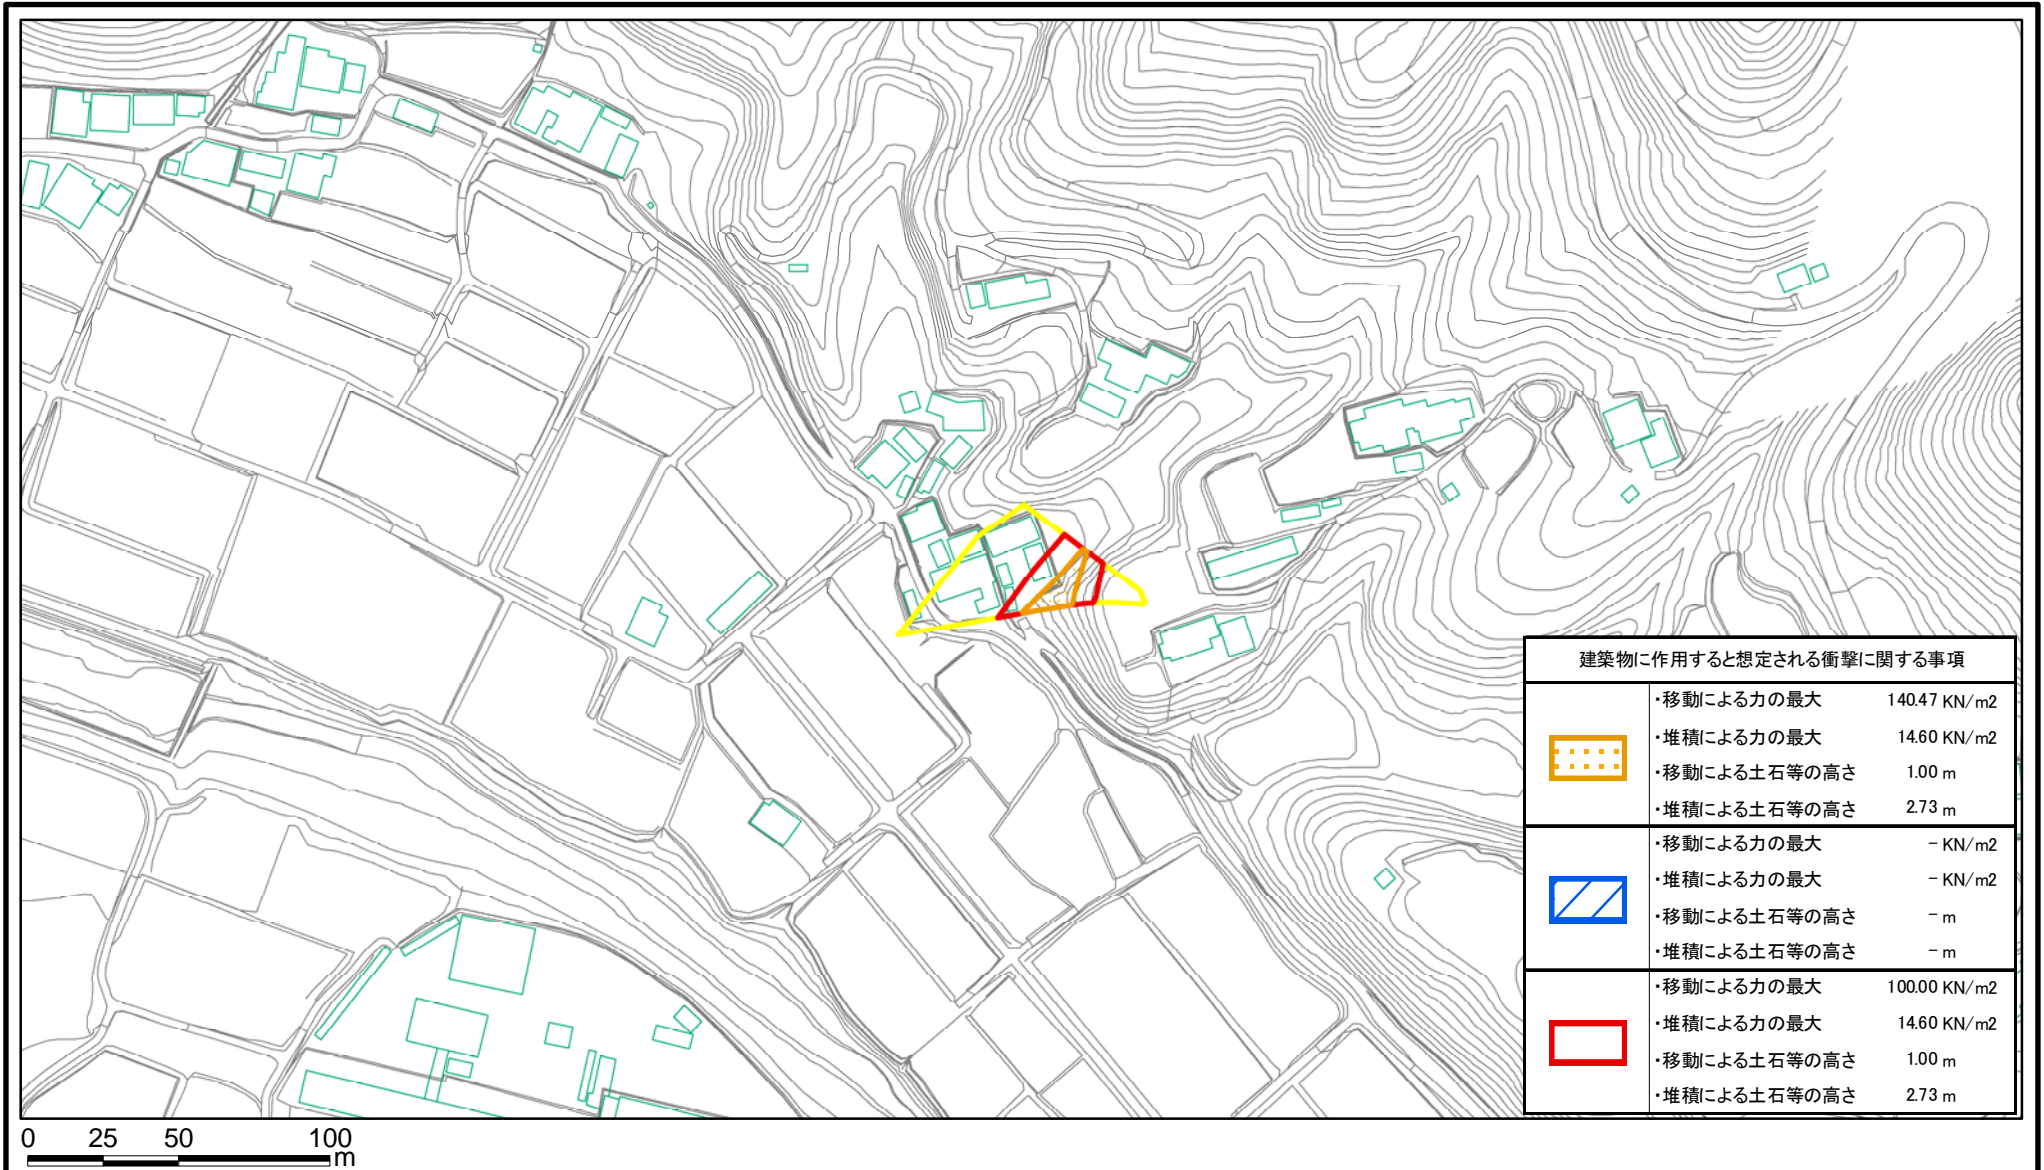 建築物に作用すると想定される衝撃に関する事項
・移動による力の最大 140.47 KN/m2
・堆積による力の最大 14.60 KN/m2
・移動による土石等の高さ 1.00 m
・堆積による土石等の高さ 2.73 m
・移動による力の最大 - KN/m2
・堆積による力の最大 - KN/m2
・移動による土石等の高さ - m
・堆積による土石等の高さ - m
・移動による力の最大 100.00 KN/m2
・堆積による力の最大 14.60 KN/m2
・移動による土石等の高さ 1.00 m
・堆積による土石等の高さ 2.73 m
0 25 50 100
m